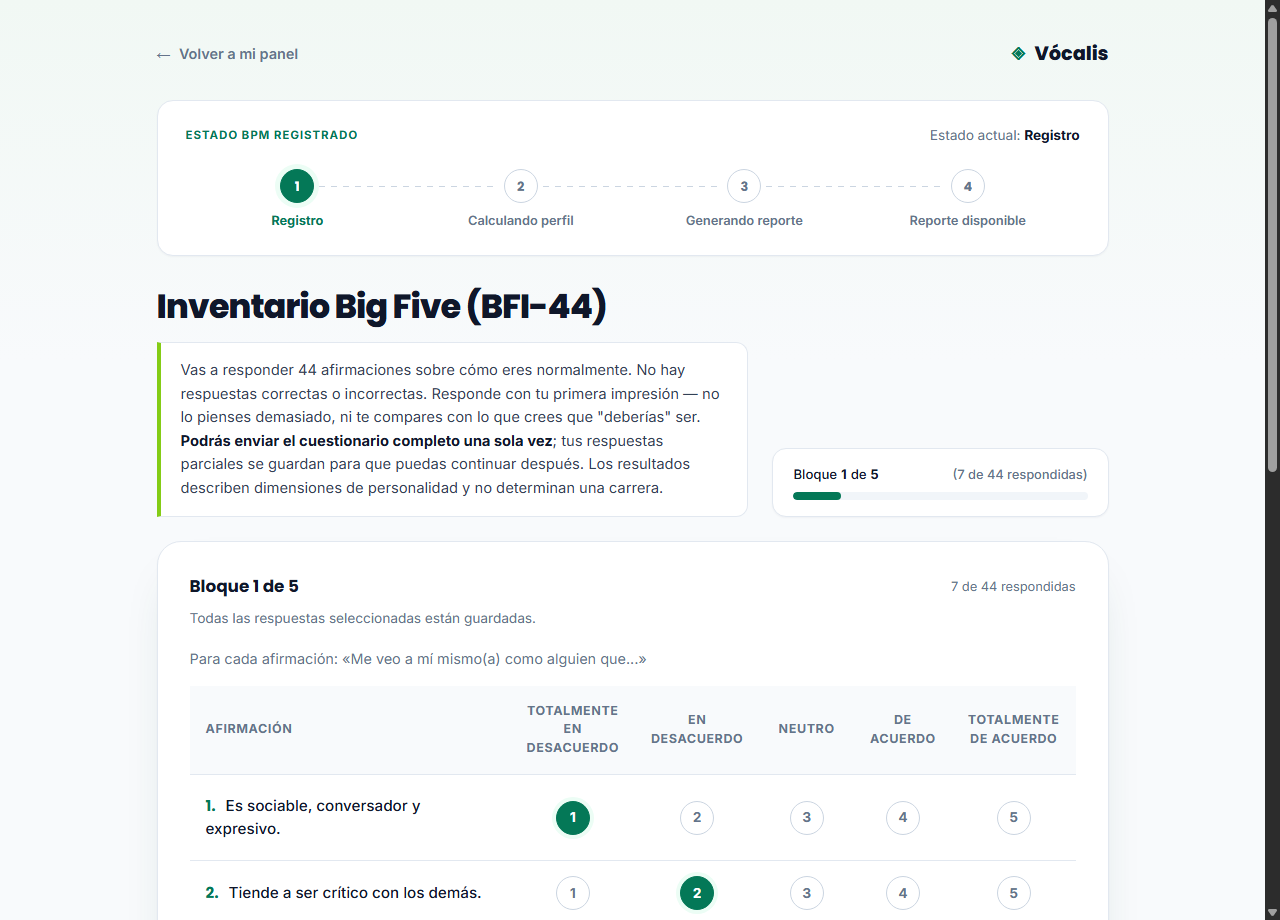 ← Volver a mi panel
Vócalis
ESTADO BPM REGISTRADO
Estado actual: Registro
1
2
3
4
Registro
Calculando perfil
Generando reporte
Reporte disponible
Inventario Big Five (BFI-44)
Vas a responder 44 afirmaciones sobre cómo eres normalmente. No hay
respuestas correctas o incorrectas. Responde con tu primera impresión — no
lo pienses demasiado, ni te compares con lo que crees que "deberías" ser.
Podrás enviar el cuestionario completo una sola vez; tus respuestas
parciales se guardan para que puedas continuar después. Los resultados
describen dimensiones de personalidad y no determinan una carrera.
Bloque 1 de 5
(7 de 44 respondidas)
Bloque 1 de 5
7 de 44 respondidas
Todas las respuestas seleccionadas están guardadas.
Para cada afirmación: «Me veo a mí mismo(a) como alguien que…»
AFIRMACIÓN
TOTALMENTE
EN
DESACUERDO
EN
DESACUERDO
NEUTRO
DE
ACUERDO
TOTALMENTE
DE ACUERDO
1. Es sociable, conversador y
expresivo.
1
2
3
4
5
2. Tiende a ser crítico con los demás.
1
2
3
4
5